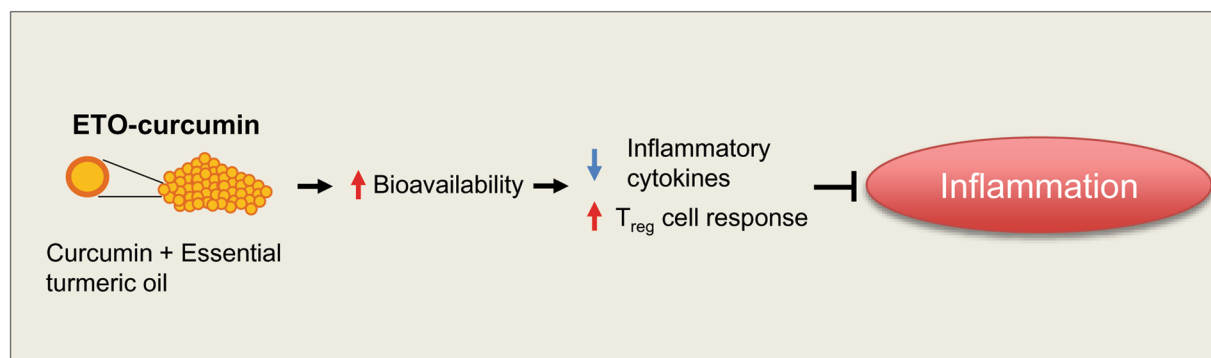 ETO-curcumin
Curcumin + Essential
turmeric oil
Bioavailability
Inflammatory
cytokines
Treg cell response
Inflammation